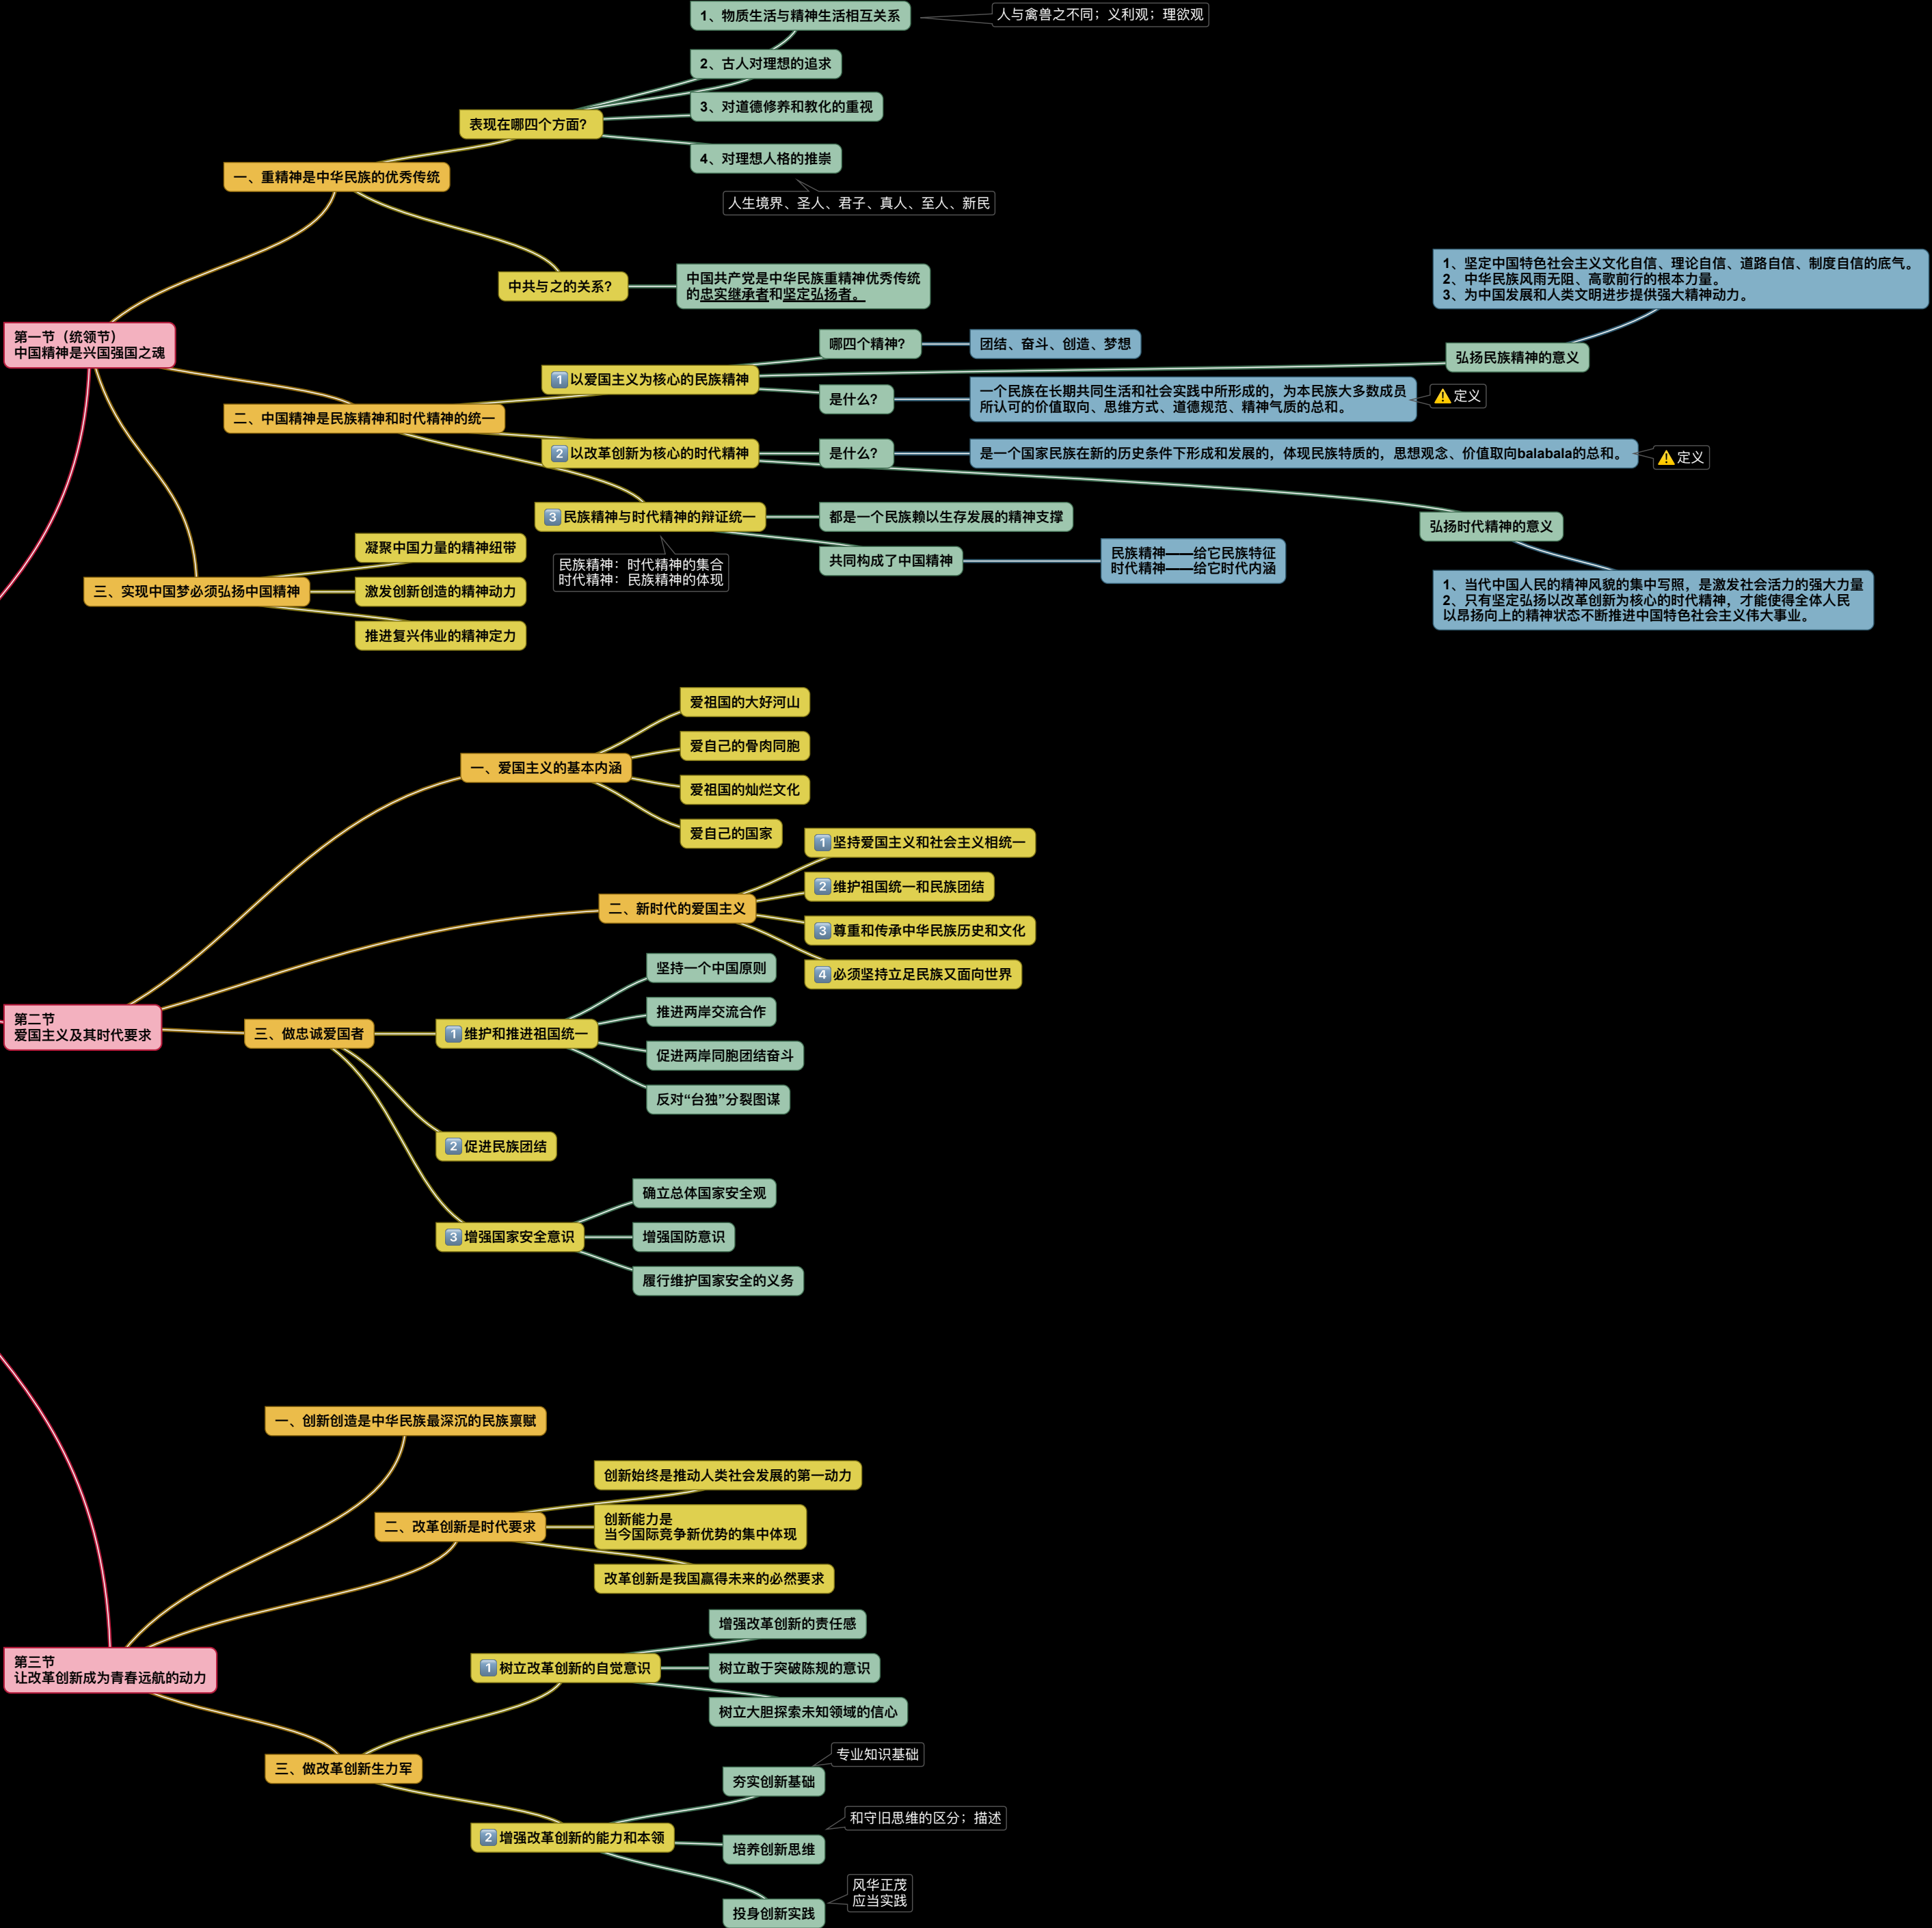 1、物质生活与精神生活相互关系
人与禽兽之不同；义利观；理欲观
2、古人对理想的追求
3、对道德修养和教化的重视
表现在哪四个方面？
4、对理想人格的推崇
一、重精神是中华民族的优秀传统
人生境界、圣人、君子、真人、至人、新民
中共与之的关系？
中国共产党是中华民族重精神优秀传统
的忠实继承者和坚定弘扬者。
第一节（统领节）
中国精神是兴国强国之魂
1、坚定中国特色社会主义文化自信、理论自信、道路自信、制度自信的底气。
2、中华民族风雨无阻、高歌前行的根本力量。
3、为中国发展和人类文明进步提供强大精神动力。
哪四个精神？
团结、奋斗、创造、梦想
弘扬民族精神的意义
1 以爱国主义为核心的民族精神
是什么？
一个民族在长期共同生活和社会实践中所形成的，为本民族大多数成员
所认可的价值取向、思维方式、道德规范、精神气质的总和。
定义
二、中国精神是民族精神和时代精神的统一
2 以改革创新为核心的时代精神
是什么？
是一个国家民族在新的历史条件下形成和发展的，体现民族特质的，思想观念、价值取向balabala的总和。
定义
3 民族精神与时代精神的辩证统一
都是一个民族赖以生存发展的精神支撑
弘扬时代精神的意义
民族精神：时代精神的集合
时代精神：民族精神的体现
共同构成了中国精神
民族精神——给它民族特征
时代精神——给它时代内涵
1、当代中国人民的精神风貌的集中写照，是激发社会活力的强大力量
2、只有坚定弘扬以改革创新为核心的时代精神，才能使得全体人民
以昂扬向上的精神状态不断推进中国特色社会主义伟大事业。
凝聚中国力量的精神纽带
三、实现中国梦必须弘扬中国精神
激发创新创造的精神动力
推进复兴伟业的精神定力
爱祖国的大好河山
爱自己的骨肉同胞
一、爱国主义的基本内涵
爱祖国的灿烂文化
爱自己的国家
1 坚持爱国主义和社会主义相统一
2 维护祖国统一和民族团结
二、新时代的爱国主义
3 尊重和传承中华民族历史和文化
4 必须坚持立足民族又面向世界
第二节
爱国主义及其时代要求
三、做忠诚爱国者
坚持一个中国原则
推进两岸交流合作
1 维护和推进祖国统一
促进两岸同胞团结奋斗
反对“台独”分裂图谋
2 促进民族团结
确立总体国家安全观
3 增强国家安全意识
增强国防意识
履行维护国家安全的义务
一、创新创造是中华民族最深沉的民族禀赋
创新始终是推动人类社会发展的第一动力
二、改革创新是时代要求
创新能力是
当今国际竞争新优势的集中体现
改革创新是我国赢得未来的必然要求
第三节
让改革创新成为青春远航的动力
增强改革创新的责任感
1 树立改革创新的自觉意识
树立敢于突破陈规的意识
树立大胆探索未知领域的信心
三、做改革创新生力军
专业知识基础
夯实创新基础
和守旧思维的区分；描述
2 增强改革创新的能力和本领
培养创新思维
风华正茂
应当实践
投身创新实践